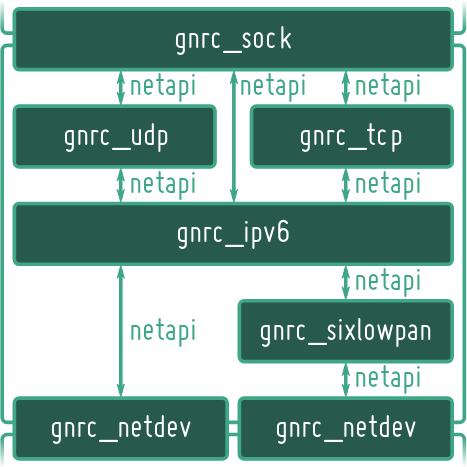 gnrc_sock
netapi netapi netapi
gnrc_udp gnrc_tcp
netapi netapi
gnrc_ipv6
netapi
netapi
gnrc_sixlowpan
netapi
gnrc_netdev gnrc_netdev